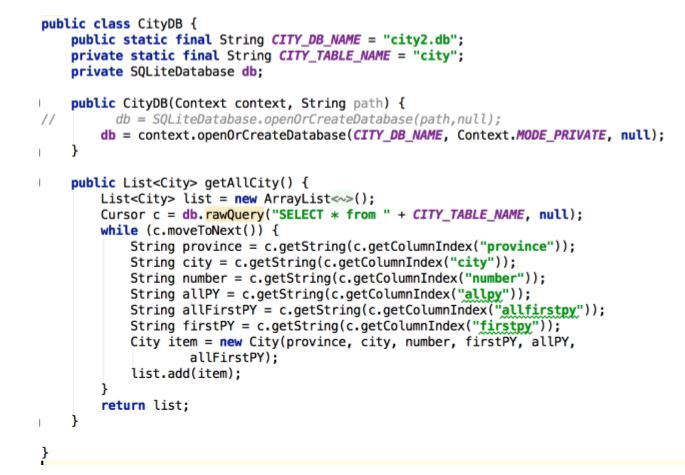 public class CityDB {
    public static final String CITY_DB_NAME = "city2.db";
    private static final String CITY_TABLE_NAME = "city";
    private SQLiteDatabase db;

    public CityDB(Context context, String path) {
//        db = SQLiteDatabase.openOrCreateDatabase(path,null);
        db = context.openOrCreateDatabase(CITY_DB_NAME, Context.MODE_PRIVATE, null);
    }

    public List<City> getAllCity() {
        List<City> list = new ArrayList<~>();
        Cursor c = db.rawQuery("SELECT * from " + CITY_TABLE_NAME, null);
        while (c.moveToNext()) {
            String province = c.getString(c.getColumnIndex("province"));
            String city = c.getString(c.getColumnIndex("city"));
            String number = c.getString(c.getColumnIndex("number"));
            String allPY = c.getString(c.getColumnIndex("allpy"));
            String allFirstPY = c.getString(c.getColumnIndex("allfirstpy"));
            String firstPY = c.getString(c.getColumnIndex("firstpy"));
            City item = new City(province, city, number, firstPY, allPY,
                    allFirstPY);
            list.add(item);
        }
        return list;
    }

}